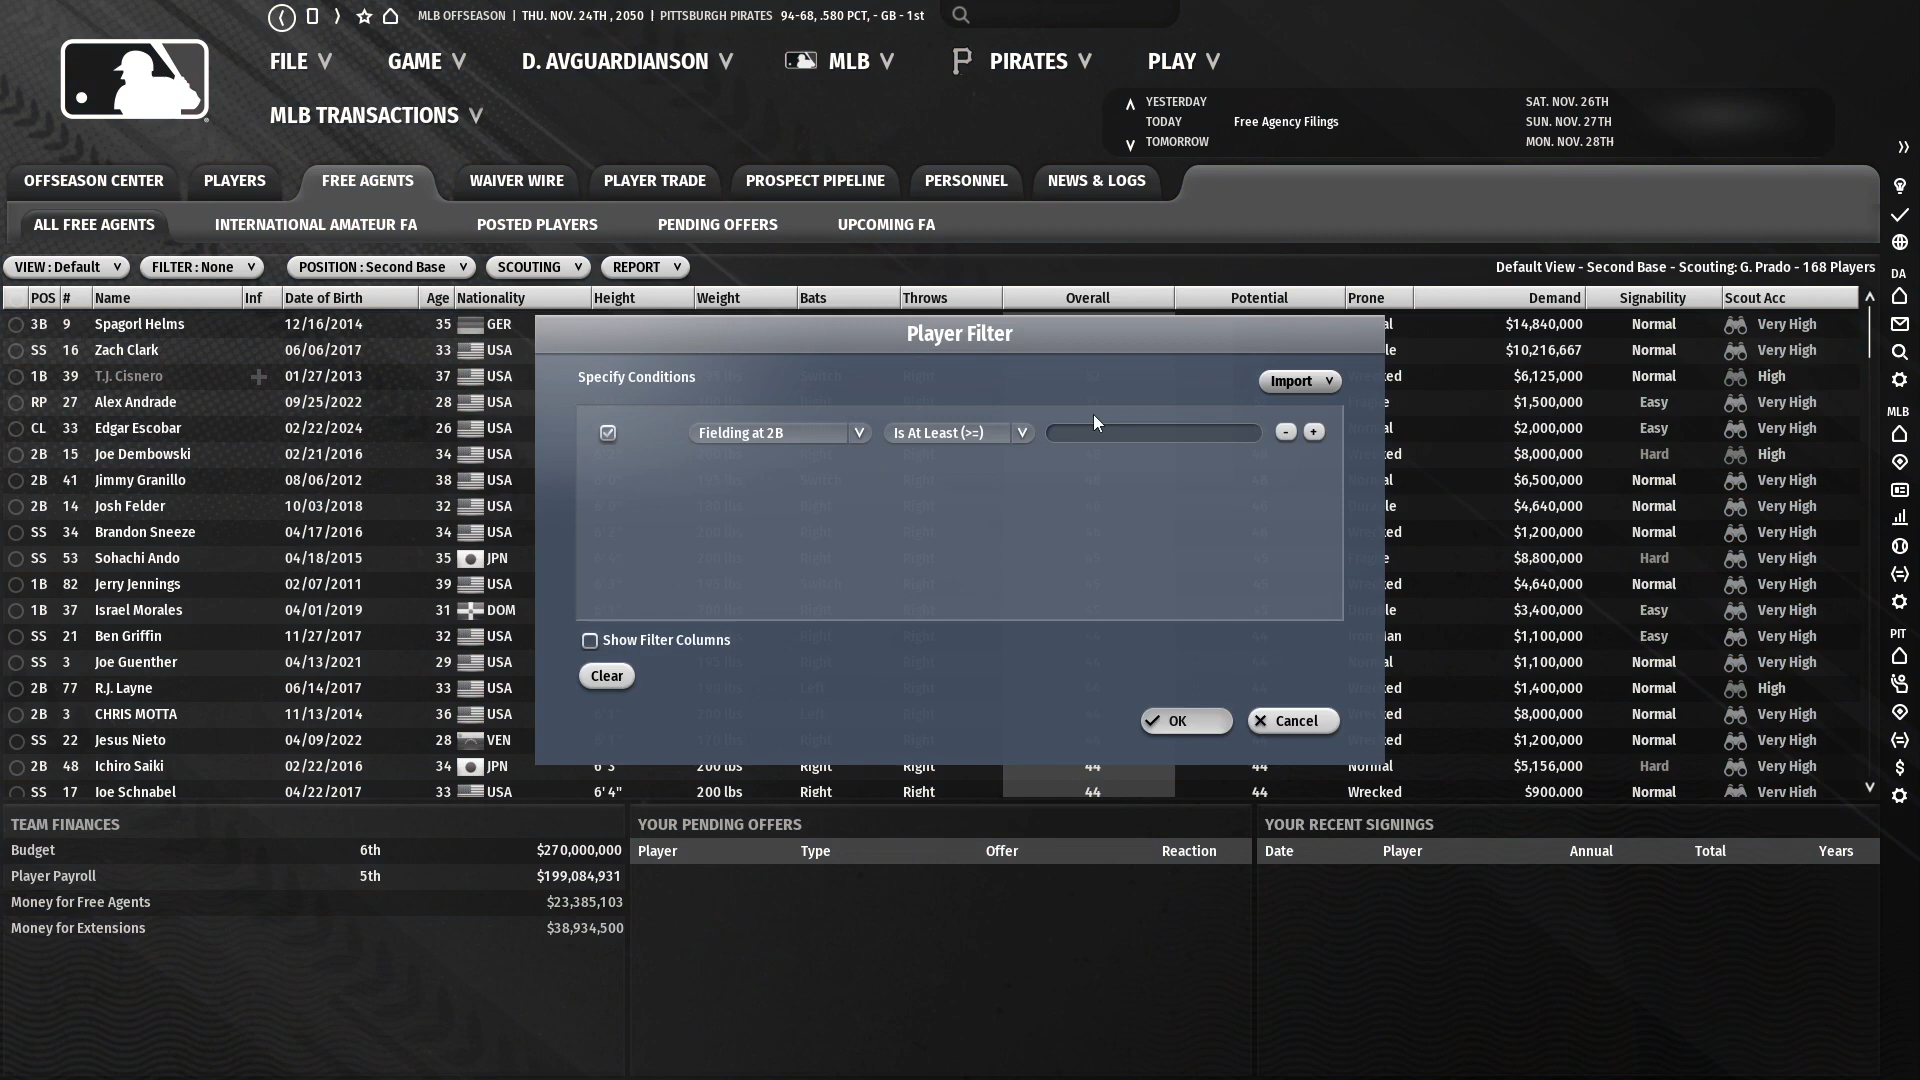 MLB OFFSEASON | THU. NOV. 24TH , 2050 | PITTSBURGH PIRATES 94-68, .580 PCT, - GB - 1st
FILE GAME D. AVGUARDIANSON MLB PIRATES PLAY
MLB TRANSACTIONS
YESTERDAY SAT. NOV. 26TH
TODAY Free Agency Filings SUN. NOV. 27TH
TOMORROW MON. NOV. 28TH
OFFSEASON CENTER PLAYERS FREE AGENTS WAIVER WIRE PLAYER TRADE PROSPECT PIPELINE PERSONNEL NEWS & LOGS
ALL FREE AGENTS INTERNATIONAL AMATEUR FA POSTED PLAYERS PENDING OFFERS UPCOMING FA
VIEW : Default FILTER : None POSITION : Second Base SCOUTING REPORT Default View - Second Base - Scouting: G. Prado - 168 Players
POS # Name Inf Date of Birth Age Nationality Height Weight Bats Throws Overall Potential Prone Demand Signability Scout Acc
3B 9 Spagorl Helms 12/16/2014 35 GER $14,840,000 Normal Very High
SS 16 Zach Clark 06/06/2017 33 USA $10,216,667 Normal Very High
1B 39 T.J. Cisnero 01/27/2013 37 USA $6,125,000 Normal High
RP 27 Alex Andrade 09/25/2022 28 USA $1,500,000 Easy Very High
CL 33 Edgar Escobar 02/22/2024 26 USA $2,000,000 Easy Very High
2B 15 Joe Dembowski 02/21/2016 34 USA $8,000,000 Hard High
2B 41 Jimmy Granillo 08/06/2012 38 USA $6,500,000 Normal Very High
2B 14 Josh Felder 10/03/2018 32 USA $4,640,000 Normal Very High
SS 34 Brandon Sneeze 04/17/2016 34 USA $1,200,000 Normal Very High
SS 53 Sohachi Ando 04/18/2015 35 JPN $8,800,000 Hard Very High
1B 82 Jerry Jennings 02/07/2011 39 USA $4,640,000 Normal Very High
1B 37 Israel Morales 04/01/2019 31 DOM $3,400,000 Easy Very High
SS 21 Ben Griffin 11/27/2017 32 USA $1,100,000 Easy Very High
SS 3 Joe Guenther 04/13/2021 29 USA $1,100,000 Normal Very High
2B 77 R.J. Layne 06/14/2017 33 USA $1,400,000 Normal High
2B 3 CHRIS MOTTA 11/13/2014 36 USA $8,000,000 Normal Very High
SS 22 Jesus Nieto 04/09/2022 28 VEN $1,200,000 Normal Very High
2B 48 Ichiro Saiki 02/22/2016 34 JPN 6' 3" 200 lbs Right Right 44 44 Normal $5,156,000 Hard Very High
SS 17 Joe Schnabel 04/22/2017 33 USA 6' 4" 200 lbs Right Right 44 44 Wrecked $900,000 Normal Very High
Player Filter
Specify Conditions
Import
Fielding at 2B Is At Least (>=) - +
Show Filter Columns
Clear
OK Cancel
DA
MLB
PIT
TEAM FINANCES
Budget 6th $270,000,000
Player Payroll 5th $199,084,931
Money for Free Agents $23,385,103
Money for Extensions $38,934,500
YOUR PENDING OFFERS
Player Type Offer Reaction
YOUR RECENT SIGNINGS
Date Player Annual Total Years